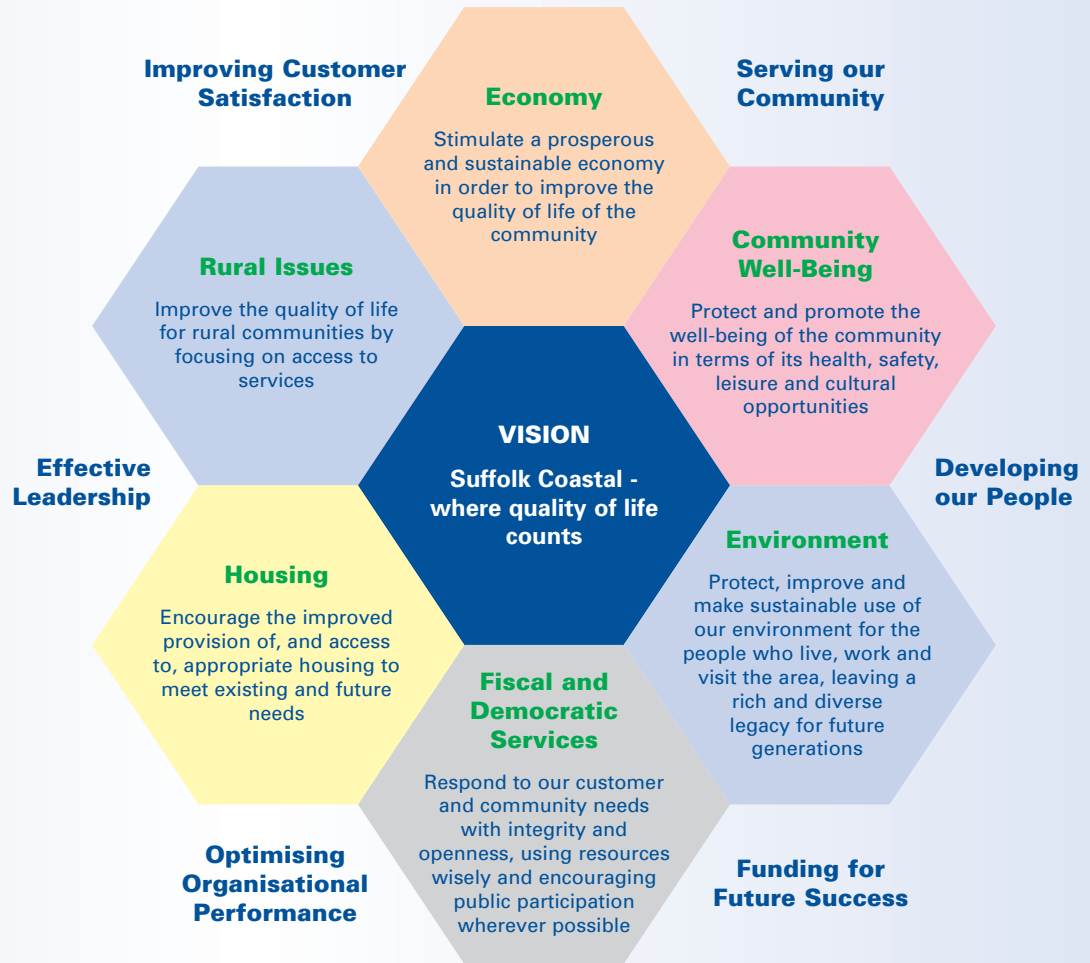 Improving Customer
Satisfaction
Economy
Stimulate a prosperous
and sustainable economy
in order to improve the
quality of life of the
community
Serving our
Community
Rural Issues
Improve the quality of life
for rural communities by
focusing on access to
services
Community
Well-Being
Protect and promote the
well-being of the community
in terms of its health, safety,
leisure and cultural
opportunities
VISION
Suffolk Coastal -
where quality of life
counts
Effective
Leadership
Developing
our People
Housing
Encourage the improved
provision of, and access
to, appropriate housing to
meet existing and future
needs
Environment
Protect, improve and
make sustainable use of
our environment for the
people who live, work and
visit the area, leaving a
rich and diverse
legacy for future
generations
Fiscal and
Democratic
Services
Respond to our customer
and community needs
with integrity and
openness, using resources
wisely and encouraging
public participation
wherever possible
Optimising
Organisational
Performance
Funding for
Future Success